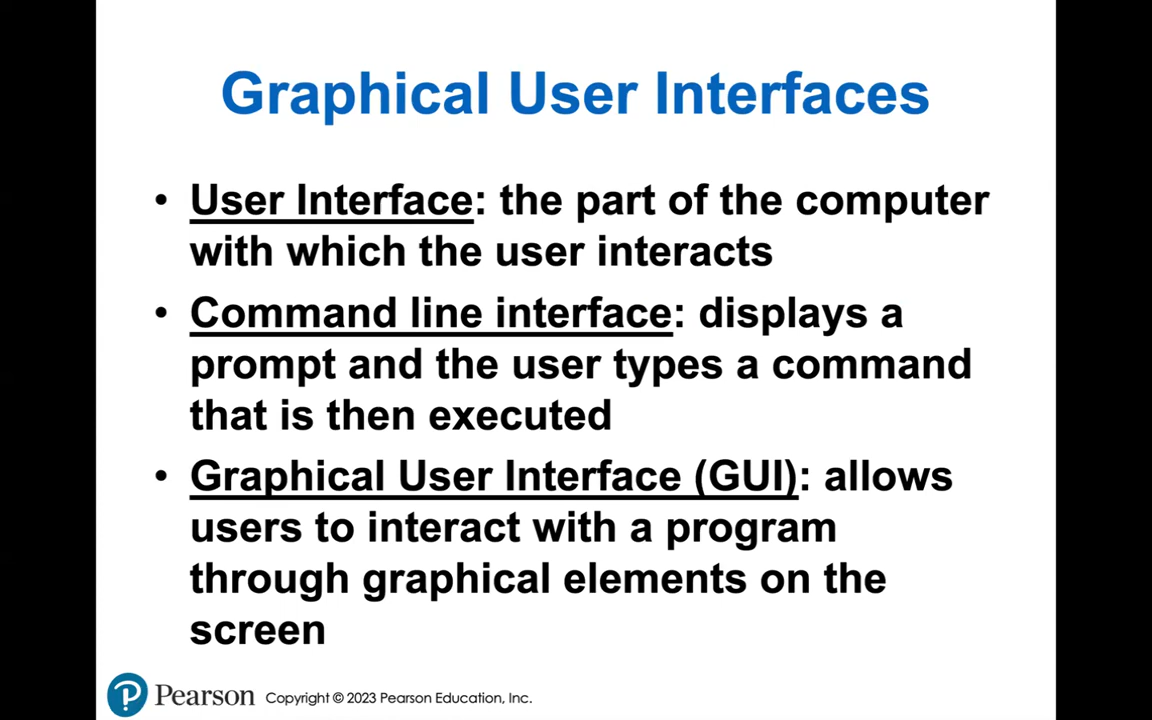 Graphical User Interfaces
• User Interface: the part of the computer
with which the user interacts
• Command line interface: displays a
prompt and the user types a command
that is then executed
• Graphical User Interface (GUI): allows
users to interact with a program
through graphical elements on the
screen
P Pearson Copyright © 2023 Pearson Education, Inc.